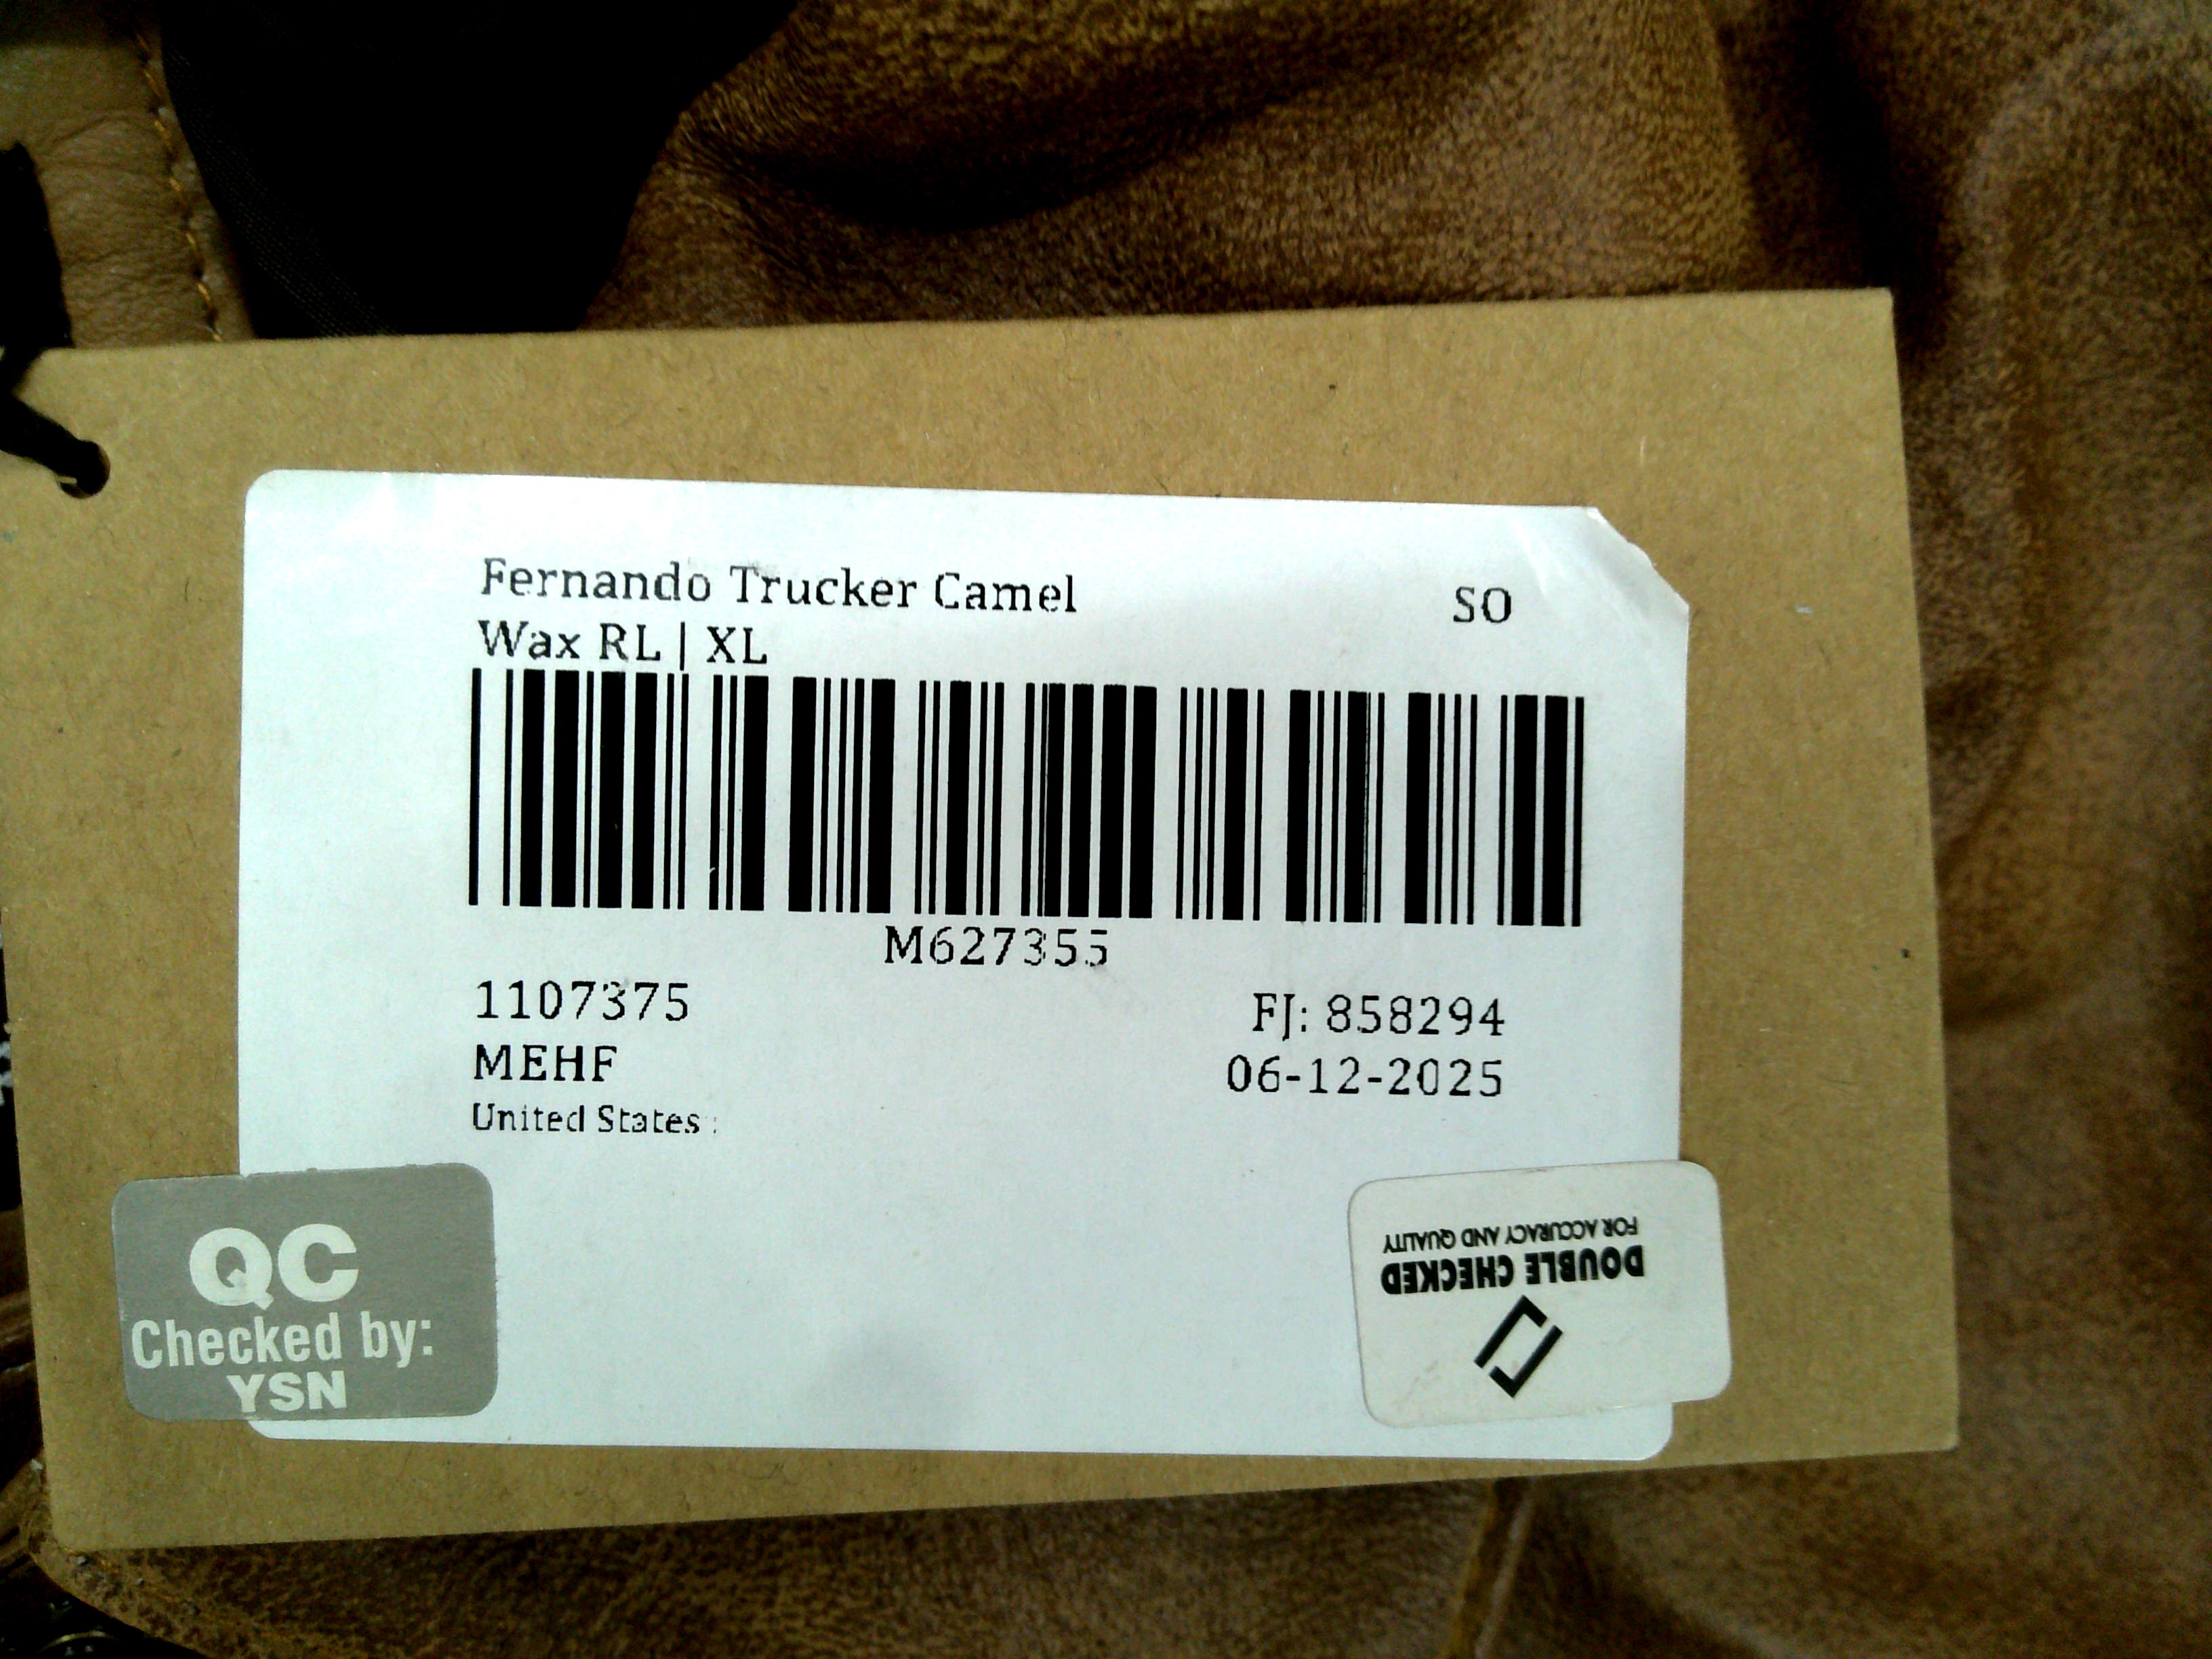 Fernando Trucker Camel
Wax RL | XL
SO
M627355
1107375
FJ: 858294
MEHF
06-12-2025
United States :
QC
Checked by:
YSN
DOUBLE CHECKED
FOR ACCURACY AND QUALITY